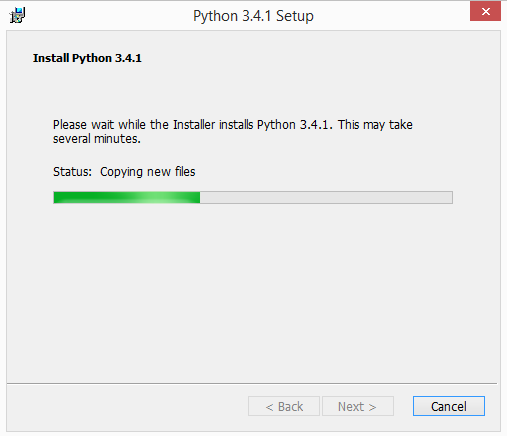 Python 3.4.1 Setup
Install Python 3.4.1
Please wait while the Installer installs Python 3.4.1. This may take
several minutes.
Status: Copying new files
< Back Next > Cancel